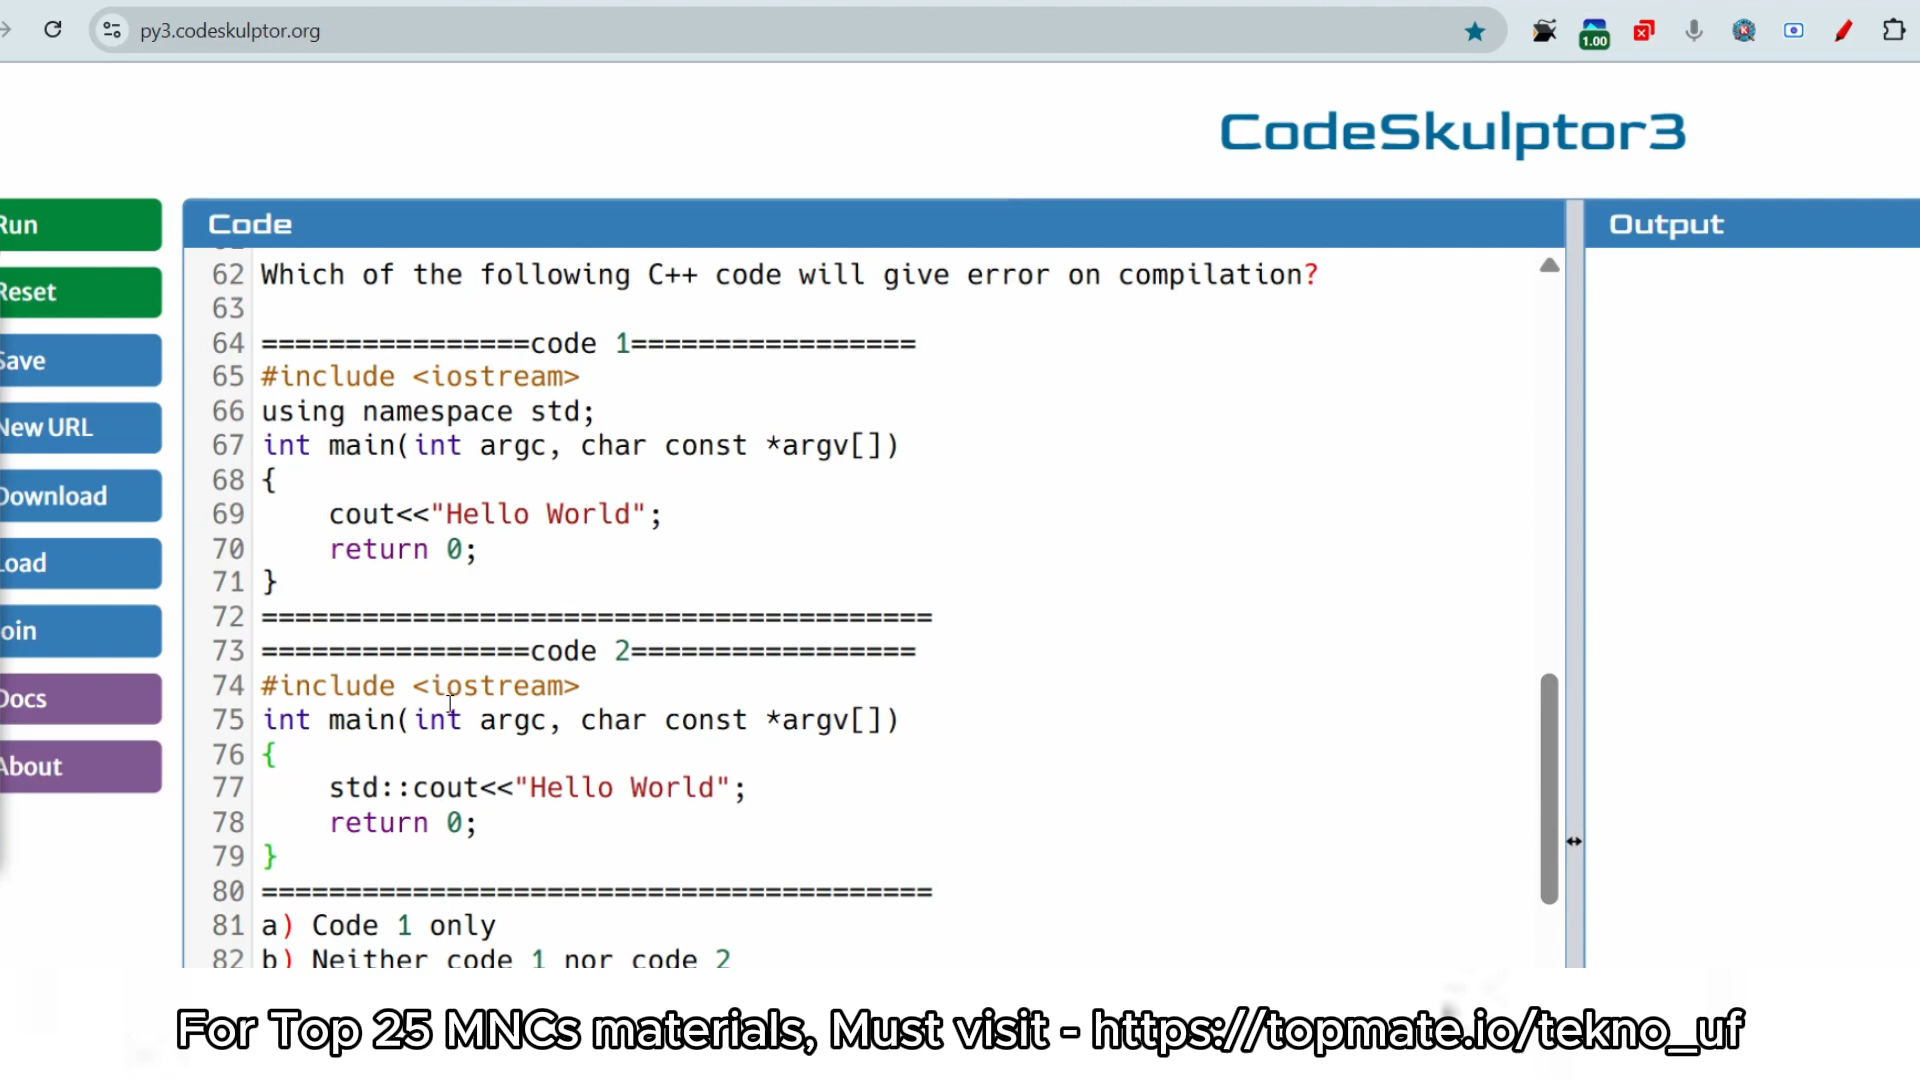 py3.codeskulptor.org
1.00
CodeSkulptor3
Run
Reset
Save
New URL
Download
Load
Join
Docs
About
Code
Output
62 Which of the following C++ code will give error on compilation?
63
64 ================code 1=================
65 #include <iostream>
66 using namespace std;
67 int main(int argc, char const *argv[])
68 {
69 cout<<"Hello World";
70 return 0;
71 }
72 ========================================
73 ================code 2=================
74 #include <iostream>
75 int main(int argc, char const *argv[])
76 {
77 std::cout<<"Hello World";
78 return 0;
79 }
80 ========================================
81 a) Code 1 only
82 b) Neither code 1 nor code 2
For Top 25 MNCs materials, Must visit - https://topmate.io/tekno_uf